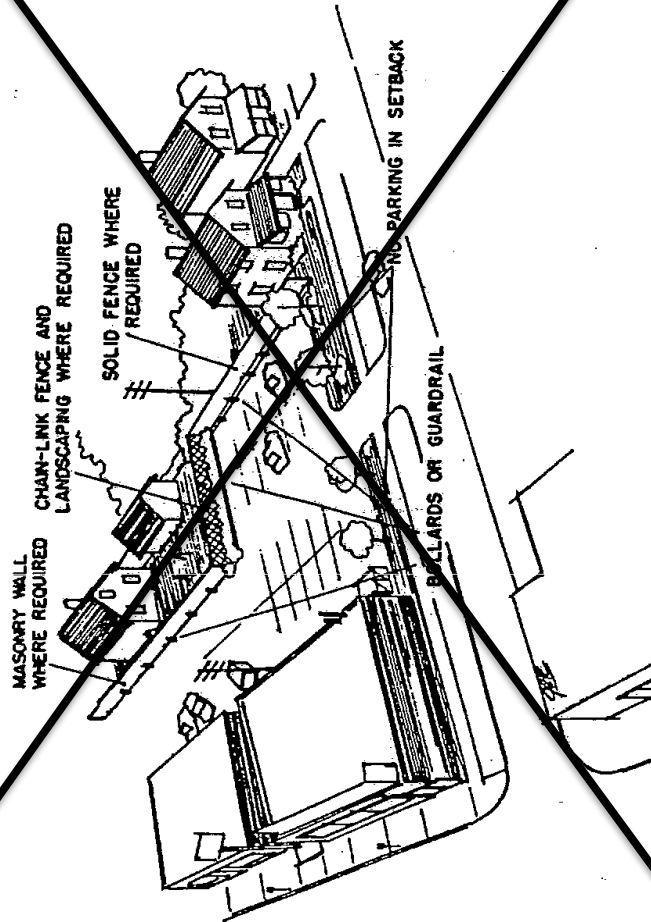 MASONRY WALL
WHERE REQUIRED
CHAIN-LINK FENCE AND
LANDSCAPING WHERE REQUIRED
SOLID FENCE WHERE
REQUIRED
NO PARKING IN SETBACK
BOLLARDS OR GUARDRAIL